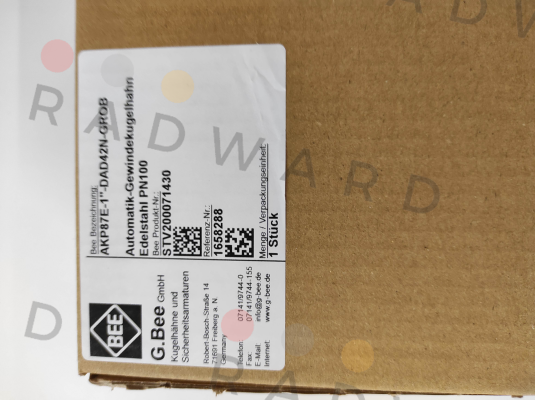 BEE
G.Bee GmbH
Kugelhähne und
Sicherheitsarmaturen
Robert-Bosch-Straße 14
71691 Freiberg a. N.
Germany
Telefon: 07141/9744-0
Fax: 07141/9744-155
E-Mail: info@g-bee.de
Internet: www.g-bee.de
Bee Bezeichnung:
AKP87E-1"-DAD42N-GROB
Automatik-Gewindekugelhahn
Edelstahl PN100
Bee Produkt-Nr.:
Referenz-Nr.:
1658288
Menge / Verpackungseinheit:
1 Stück
RADWARD
RADWARD
RADWARD